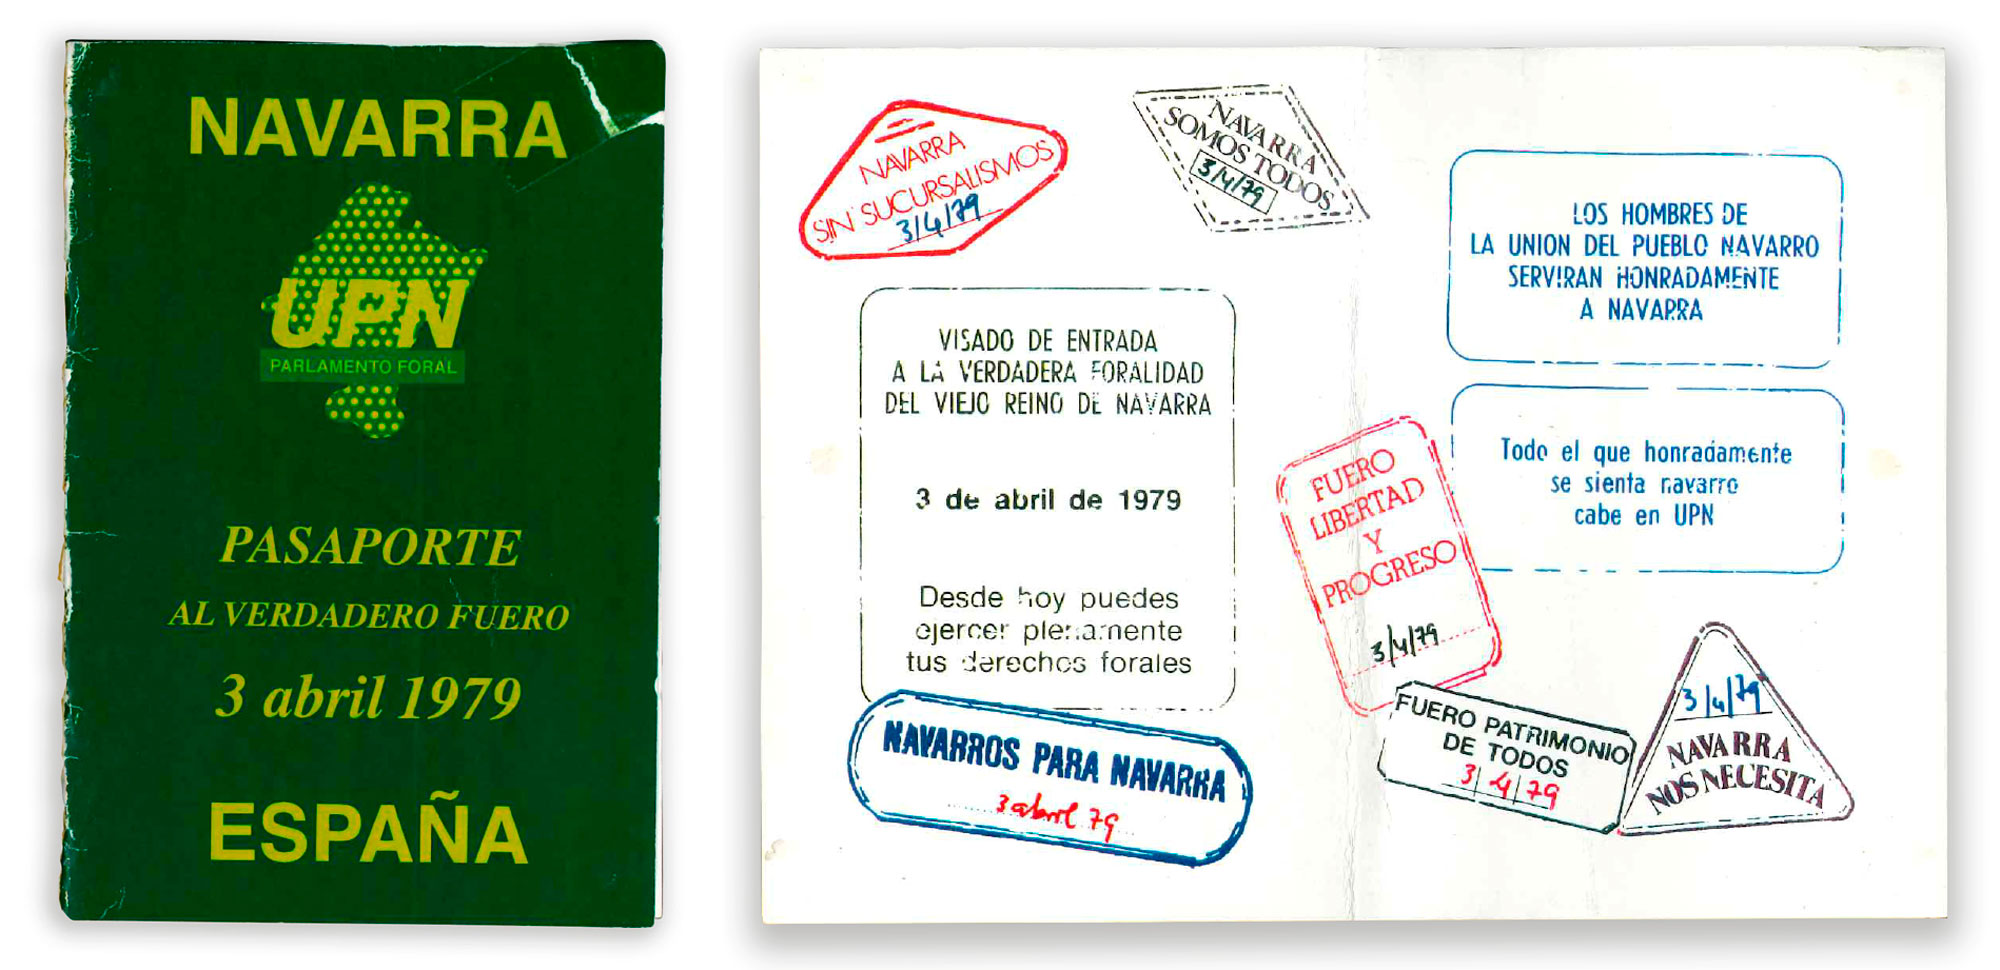 NAVARRA
UPN
PARLAMENTO FORAL
PASAPORTE
AL VERDADERO FUERO
3 abril 1979
ESPAÑA
NAVARRA
SIN SUCURSALISMOS
3/4/79
NAVARRA
SOMOS TODOS
3/4/79
VISADO DE ENTRADA
A LA VERDADERA FORALIDAD
DEL VIEJO REINO DE NAVARRA
3 de abril de 1979
Desde hoy puedes
ejercer plenamente
tus derechos forales
NAVARROS PARA NAVARRA
3 abril 79
LOS HOMBRES DE
LA UNION DEL PUEBLO NAVARRO
SERVIRAN HONRADAMENTE
A NAVARRA
Todo el que honradamente
se sienta navarro
cabe en UPN
FUERO
LIBERTAD
Y
PROGRESO
3/4/79
FUERO PATRIMONIO
DE TODOS
3|4|79
3/4/79
NAVARRA
NOS NECESITA